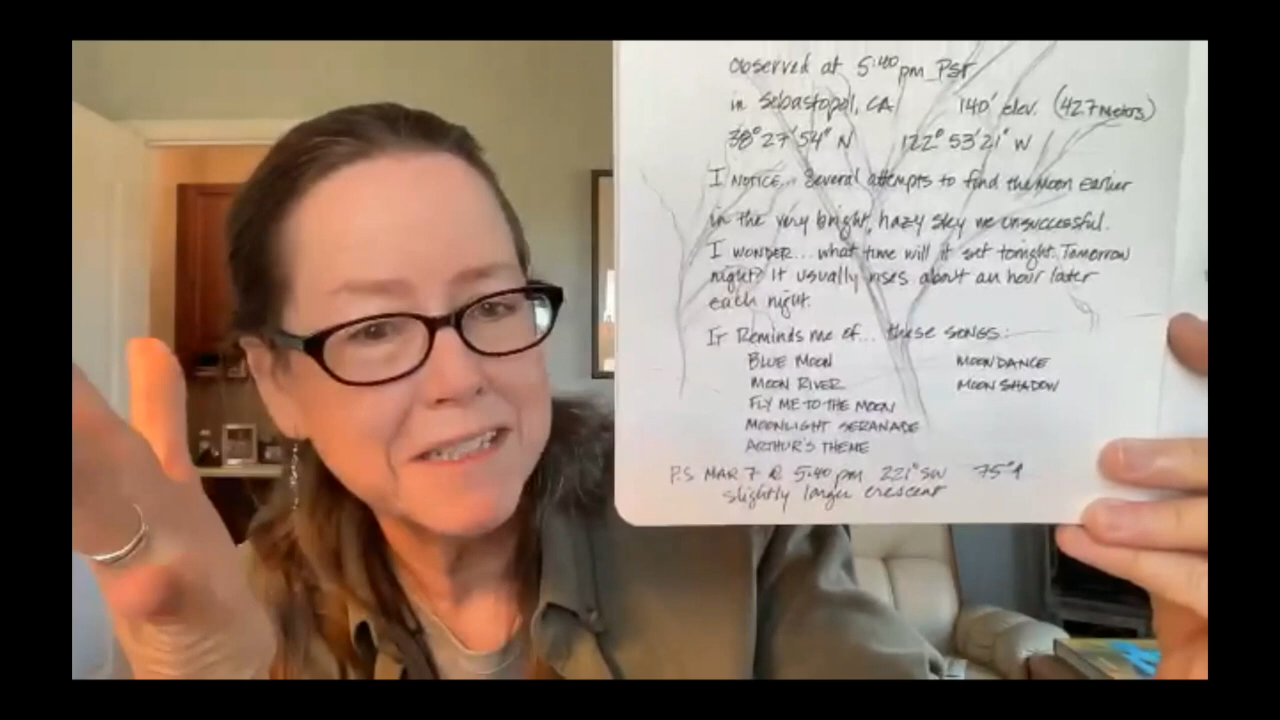 observed at 5:40 pm PST
in Sebastopol, CA 140' elev. (42.7 Meters)
38° 27' 54" N 122° 53' 21" W
I NOTICE... Several attempts to find the Moon earlier
in the very bright, hazy sky were unsuccessful.
I WONDER... what time will it set tonight. Tomorrow
night? It usually rises about an hour later
each night.
IT Reminds me of... these SONGS:
BLUE MOON MOONDANCE
MOON RIVER MOON SHADOW
FLY ME TO THE MOON
MOONLIGHT SERANADE
ARTHUR'S THEME
P.S MAR 7 @ 5:40 pm 221° SW 75°
slightly larger crescent